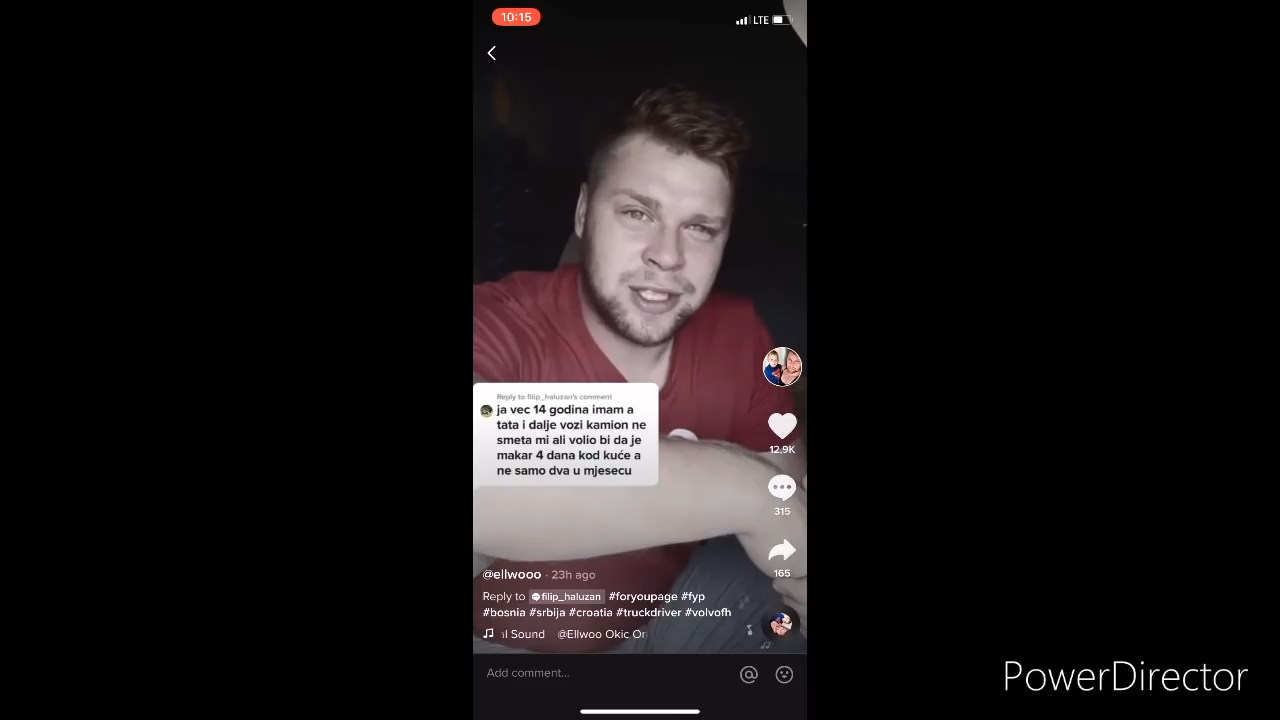 10:15
LTE
Reply to filip_haluzan's comment
ja vec 14 godina imam a
tata i dalje vozi kamion ne
smeta mi ali volio bi da je
makar 4 dana kod kuće a
ne samo dva u mjesecu
12,9K
315
165
@ellwooo · 23h ago
Reply to filip_haluzan #foryoupage #fyp
#bosnia #srbija #croatia #truckdriver #volvofh
l Sound @Ellwoo Okic Or
Add comment...
PowerDirector